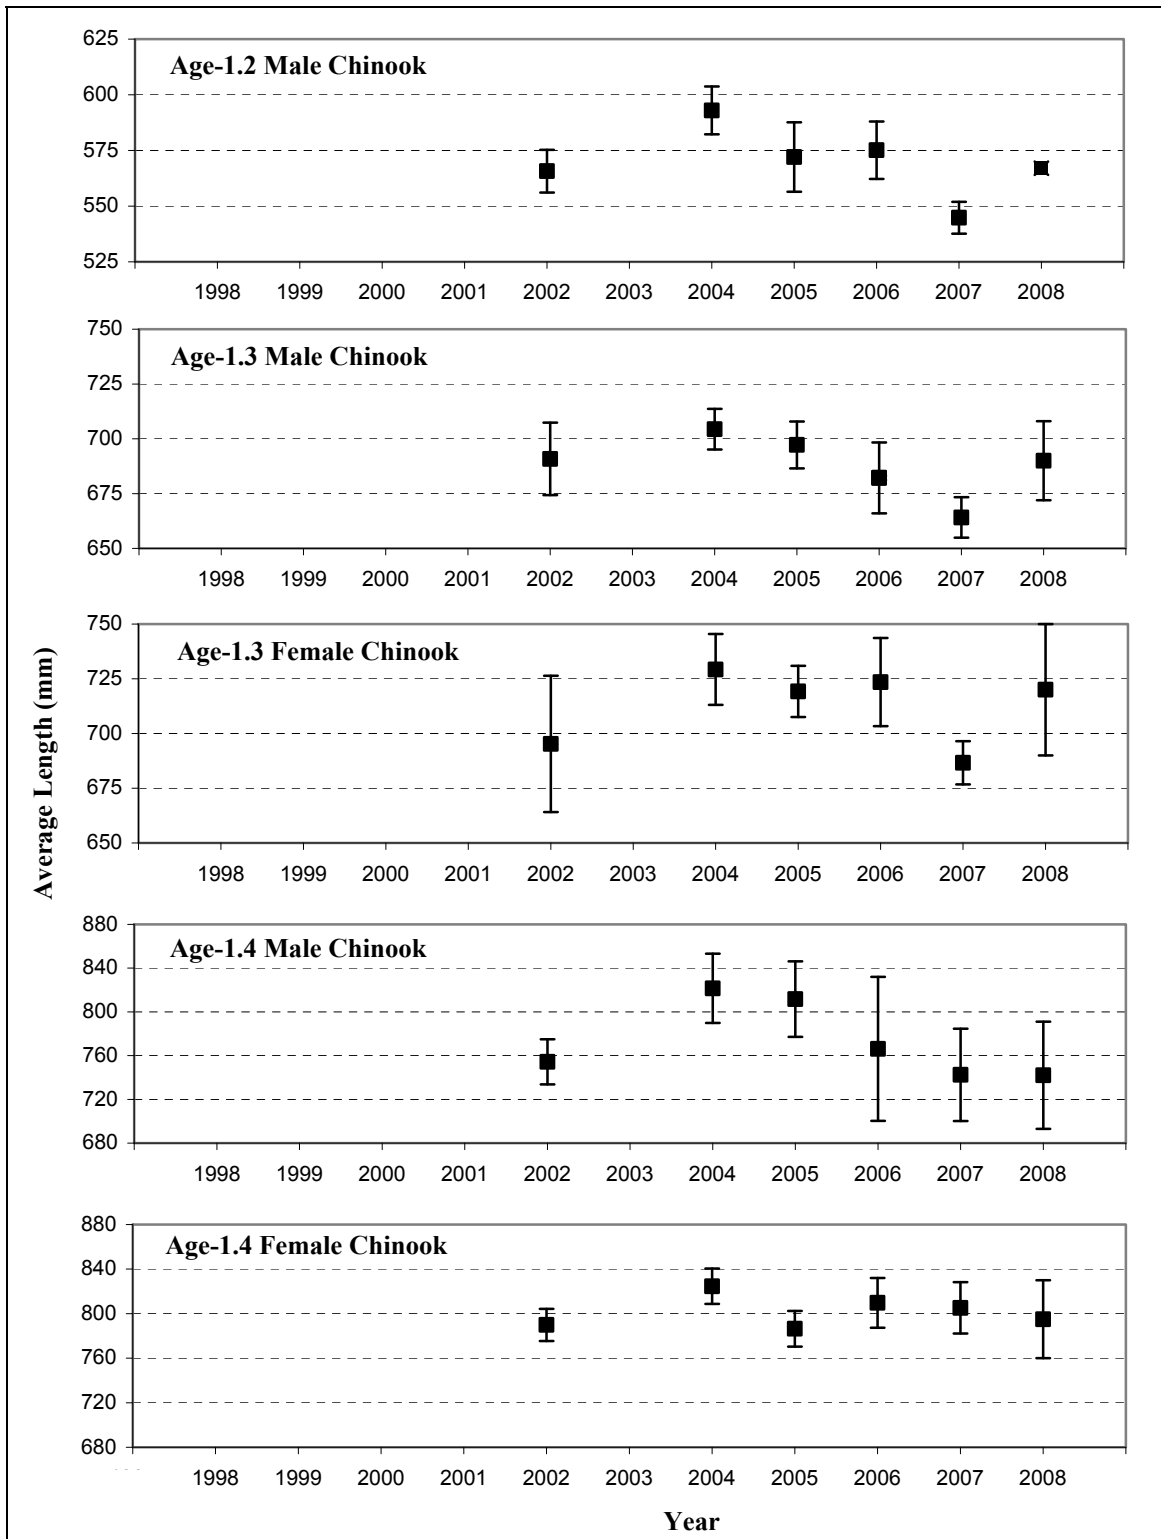 625
Age-1.2 Male Chinook
600
575
550
525
1998 1999 2000 2001 2002 2003 2004 2005 2006 2007 2008
750
Age-1.3 Male Chinook
725
700
675
650
1998 1999 2000 2001 2002 2003 2004 2005 2006 2007 2008
750
Age-1.3 Female Chinook
725
700
675
650
1998 1999 2000 2001 2002 2003 2004 2005 2006 2007 2008
Average Length (mm)
880
Age-1.4 Male Chinook
840
800
760
720
680
1998 1999 2000 2001 2002 2003 2004 2005 2006 2007 2008
880
Age-1.4 Female Chinook
840
800
760
720
680
1998 1999 2000 2001 2002 2003 2004 2005 2006 2007 2008
Year